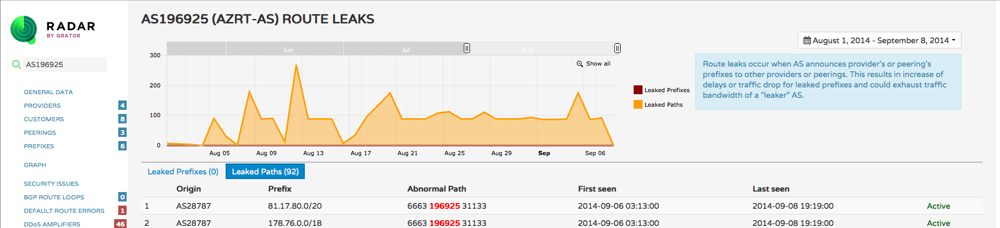 RADAR
BY QRATOR
AS196925
GENERAL DATA
PROVIDERS 4
CUSTOMERS 8
PEERINGS 3
PREFIXES 6
GRAPH
SECURITY ISSUES
BGP ROUTE LOOPS 0
DEFAULT ROUTE ERRORS 1
DDoS AMPLIFIERS 46
AS196925 (AZRT-AS) ROUTE LEAKS
August 1, 2014 - September 8, 2014
Jun Jul Aug
Show all
300
200
100
0
Aug 05 Aug 09 Aug 13 Aug 17 Aug 21 Aug 25 Aug 29 Sep Sep 06
Leaked Prefixes
Leaked Paths
Route leaks occur when AS announces provider's or peering's
prefixes to other providers or peerings. This results in increase of
delays or traffic drop for leaked prefixes and could exhaust traffic
bandwidth of a "leaker" AS.
Leaked Prefixes (0) Leaked Paths (92)
Origin Prefix Abnormal Path First seen Last seen
1 AS28787 81.17.80.0/20 6663 196925 31133 2014-09-06 03:13:00 2014-09-08 19:19:00 Active
2 AS28787 178.76.0.0/18 6663 196925 31133 2014-09-06 03:13:00 2014-09-08 19:19:00 Active